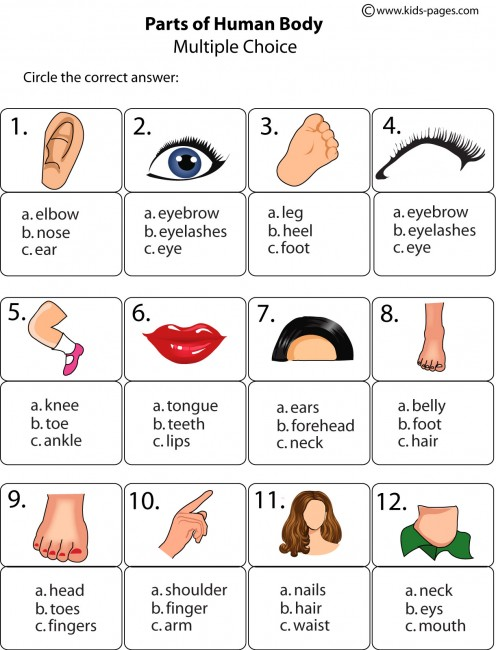 ©www.kids-pages.com
Parts of Human Body
Multiple Choice
Circle the correct answer:
1.
a. elbow
b. nose
c. ear
2.
a. eyebrow
b. eyelashes
c. eye
3.
a. leg
b. heel
c. foot
4.
a. eyebrow
b. eyelashes
c. eye
5.
a. knee
b. toe
c. ankle
6.
a. tongue
b. teeth
c. lips
7.
a. ears
b. forehead
c. neck
8.
a. belly
b. foot
c. hair
9.
a. head
b. toes
c. fingers
10.
a. shoulder
b. finger
c. arm
11.
a. nails
b. hair
c. waist
12.
a. neck
b. eys
c. mouth